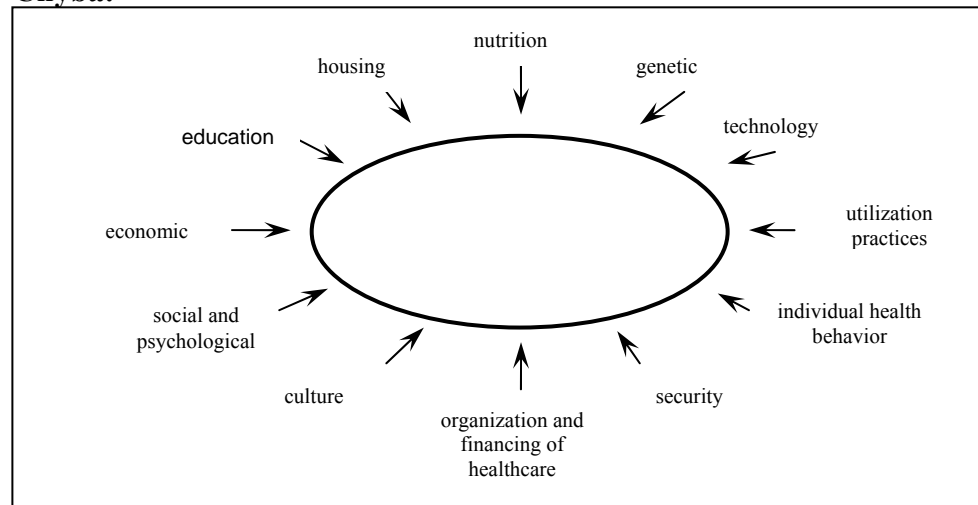 nutrition
housing
genetic
technology
education
utilization
practices
economic
individual health
behavior
social and
psychological
culture
security
organization and
financing of
healthcare